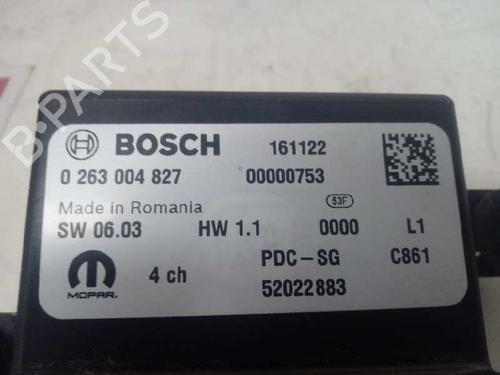 BOSCH 161122
0 263 004 827 00000753
Made in Romania 53F
SW 06.03 HW 1.1 0000 L1
PDC-SG C861
MOPAR. 4 ch 52022883
B-PARTS